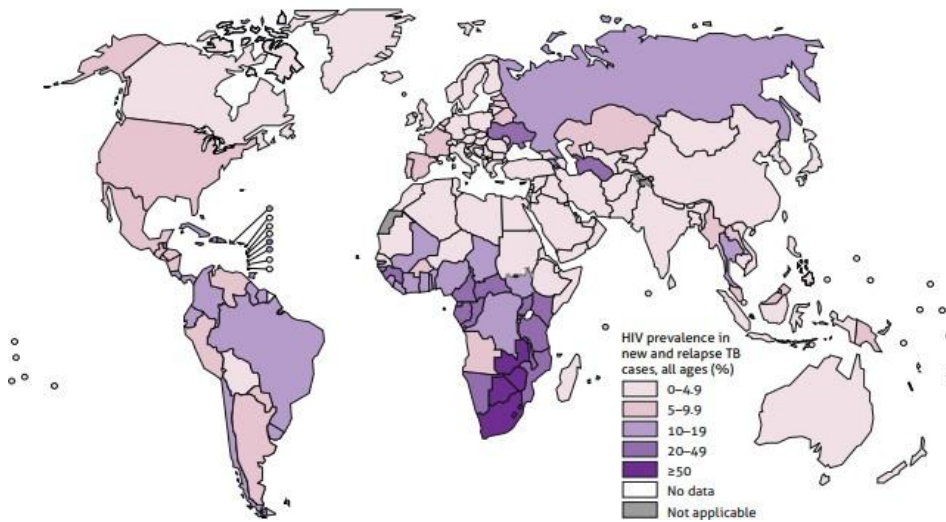 HIV prevalence in
new and relapse TB
cases, all ages (%)
0–4.9
5–9.9
10–19
20–49
≥50
No data
Not applicable